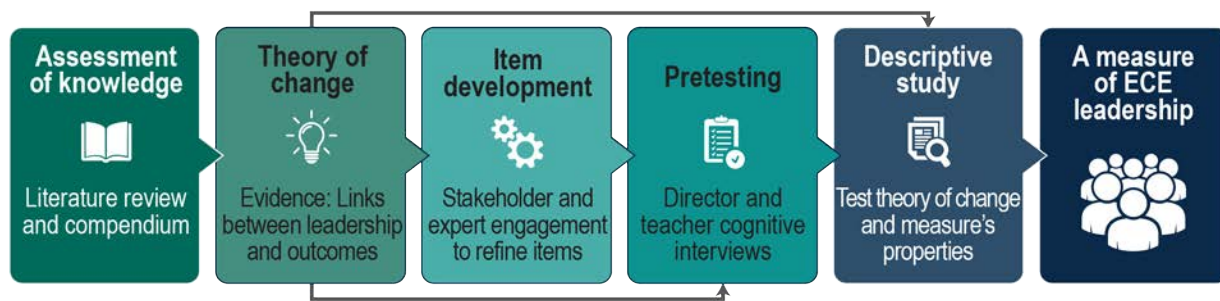 Assessment
of knowledge
Literature review
and compendium
Theory of
change
Evidence: Links
between leadership
and outcomes
Item
development
Stakeholder and
expert engagement
to refine items
Pretesting
Director and
teacher cognitive
interviews
Descriptive
study
Test theory of change
and measure's
properties
A measure
of ECE
leadership